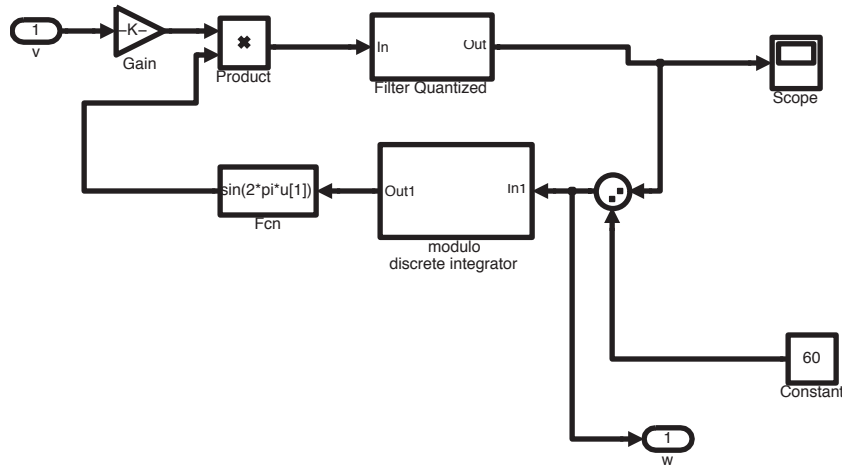 1
v
-K-
Gain
Product
In
Out
Filter Quantized
Scope
sin(2*pi*u[1])
Fcn
Out1
In1
modulo
discrete integrator
60
Constant
1
w